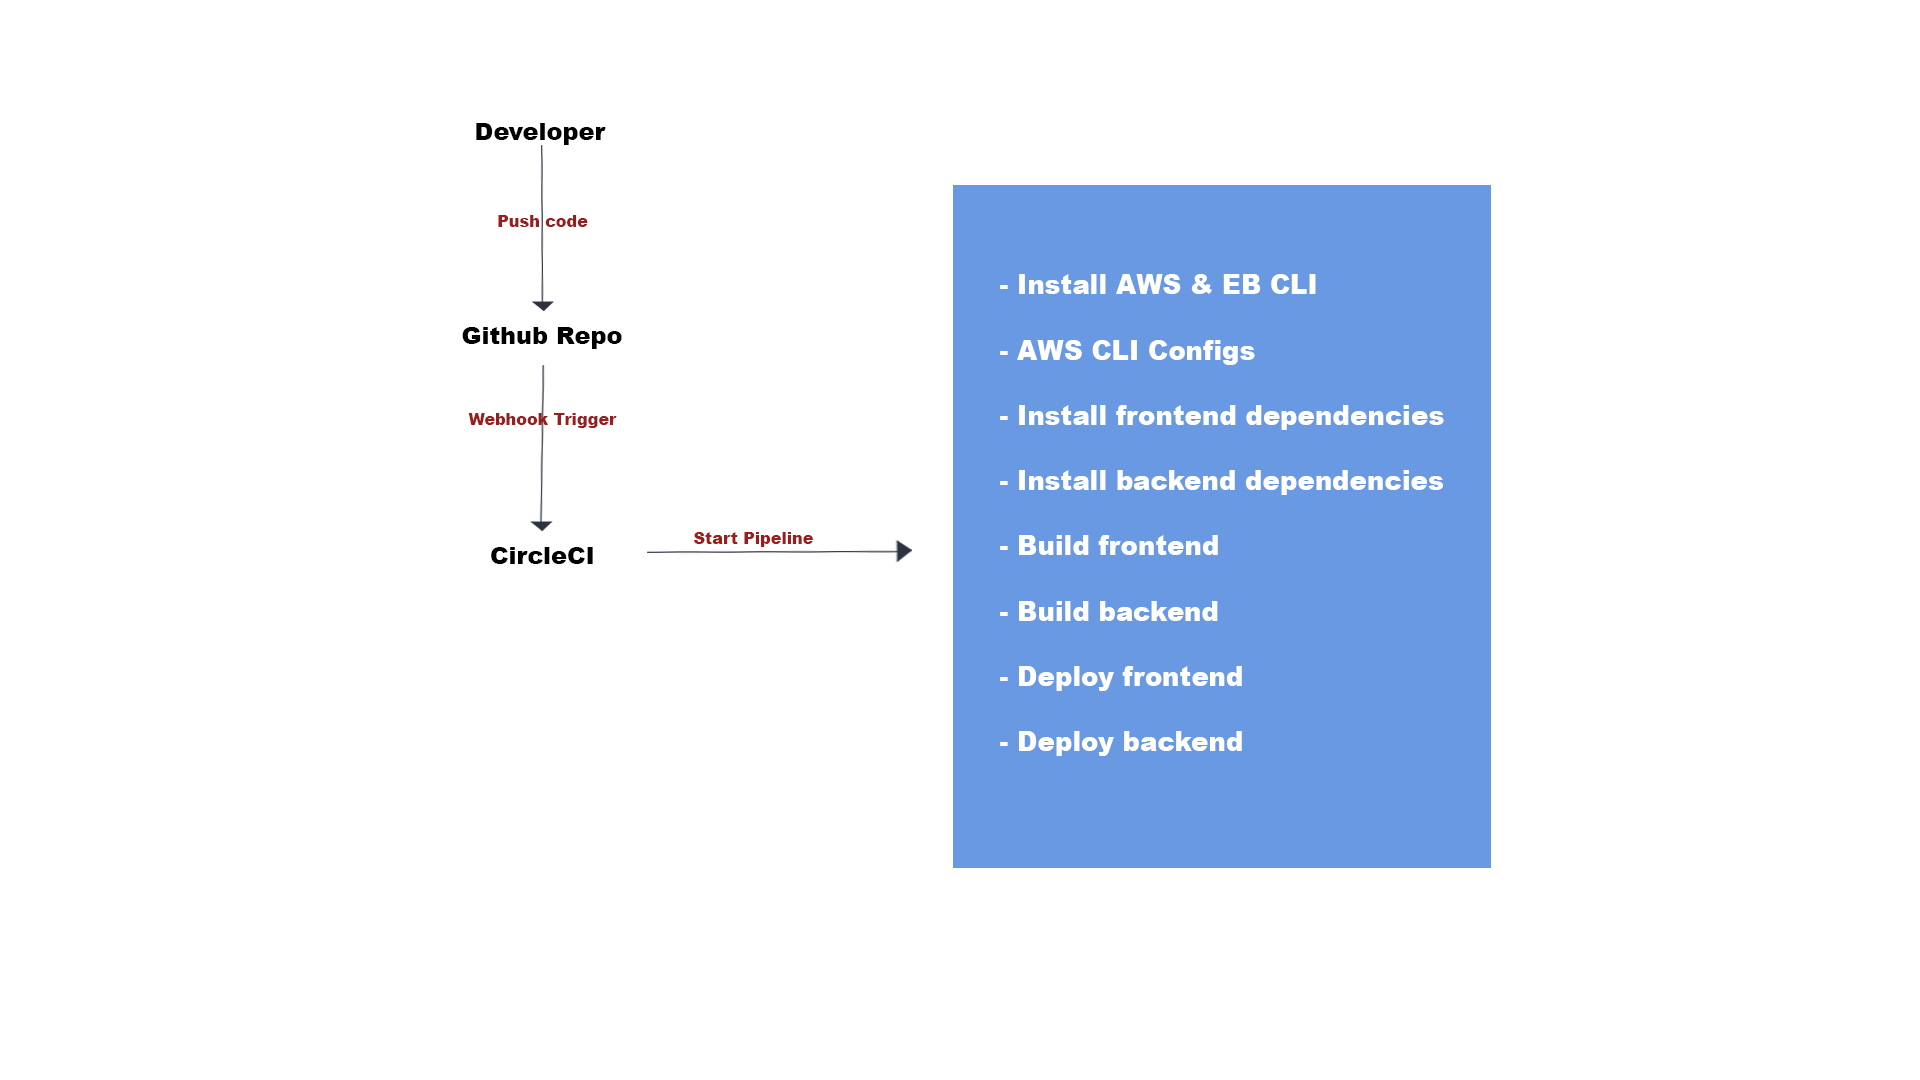 Developer
Push code
Github Repo
Webhook Trigger
CircleCI
Start Pipeline
- Install AWS & EB CLI
- AWS CLI Configs
- Install frontend dependencies
- Install backend dependencies
- Build frontend
- Build backend
- Deploy frontend
- Deploy backend